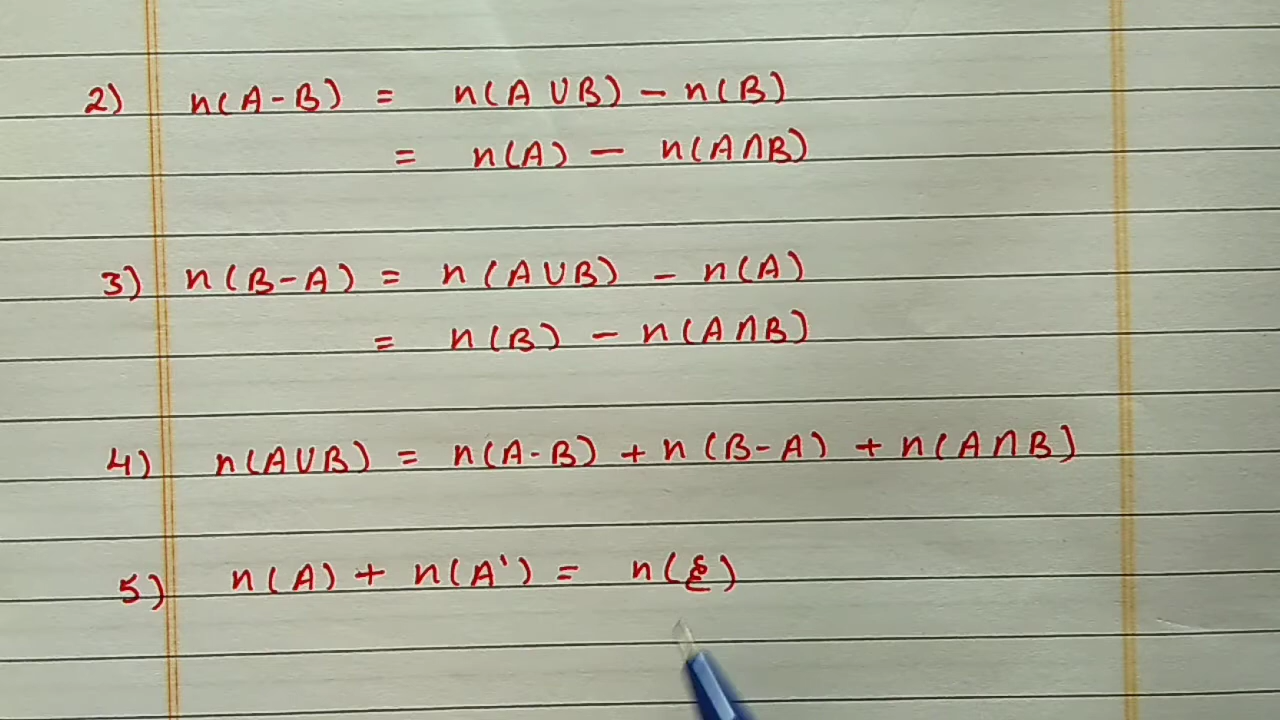 2) n(A-B) = n(A∪B) - n(B)
= n(A) - n(A∩B)
3) n(B-A) = n(A∪B) - n(A)
= n(B) - n(A∩B)
4) n(A∪B) = n(A-B) + n(B-A) + n(A∩B)
5) n(A) + n(A') = n(ξ)